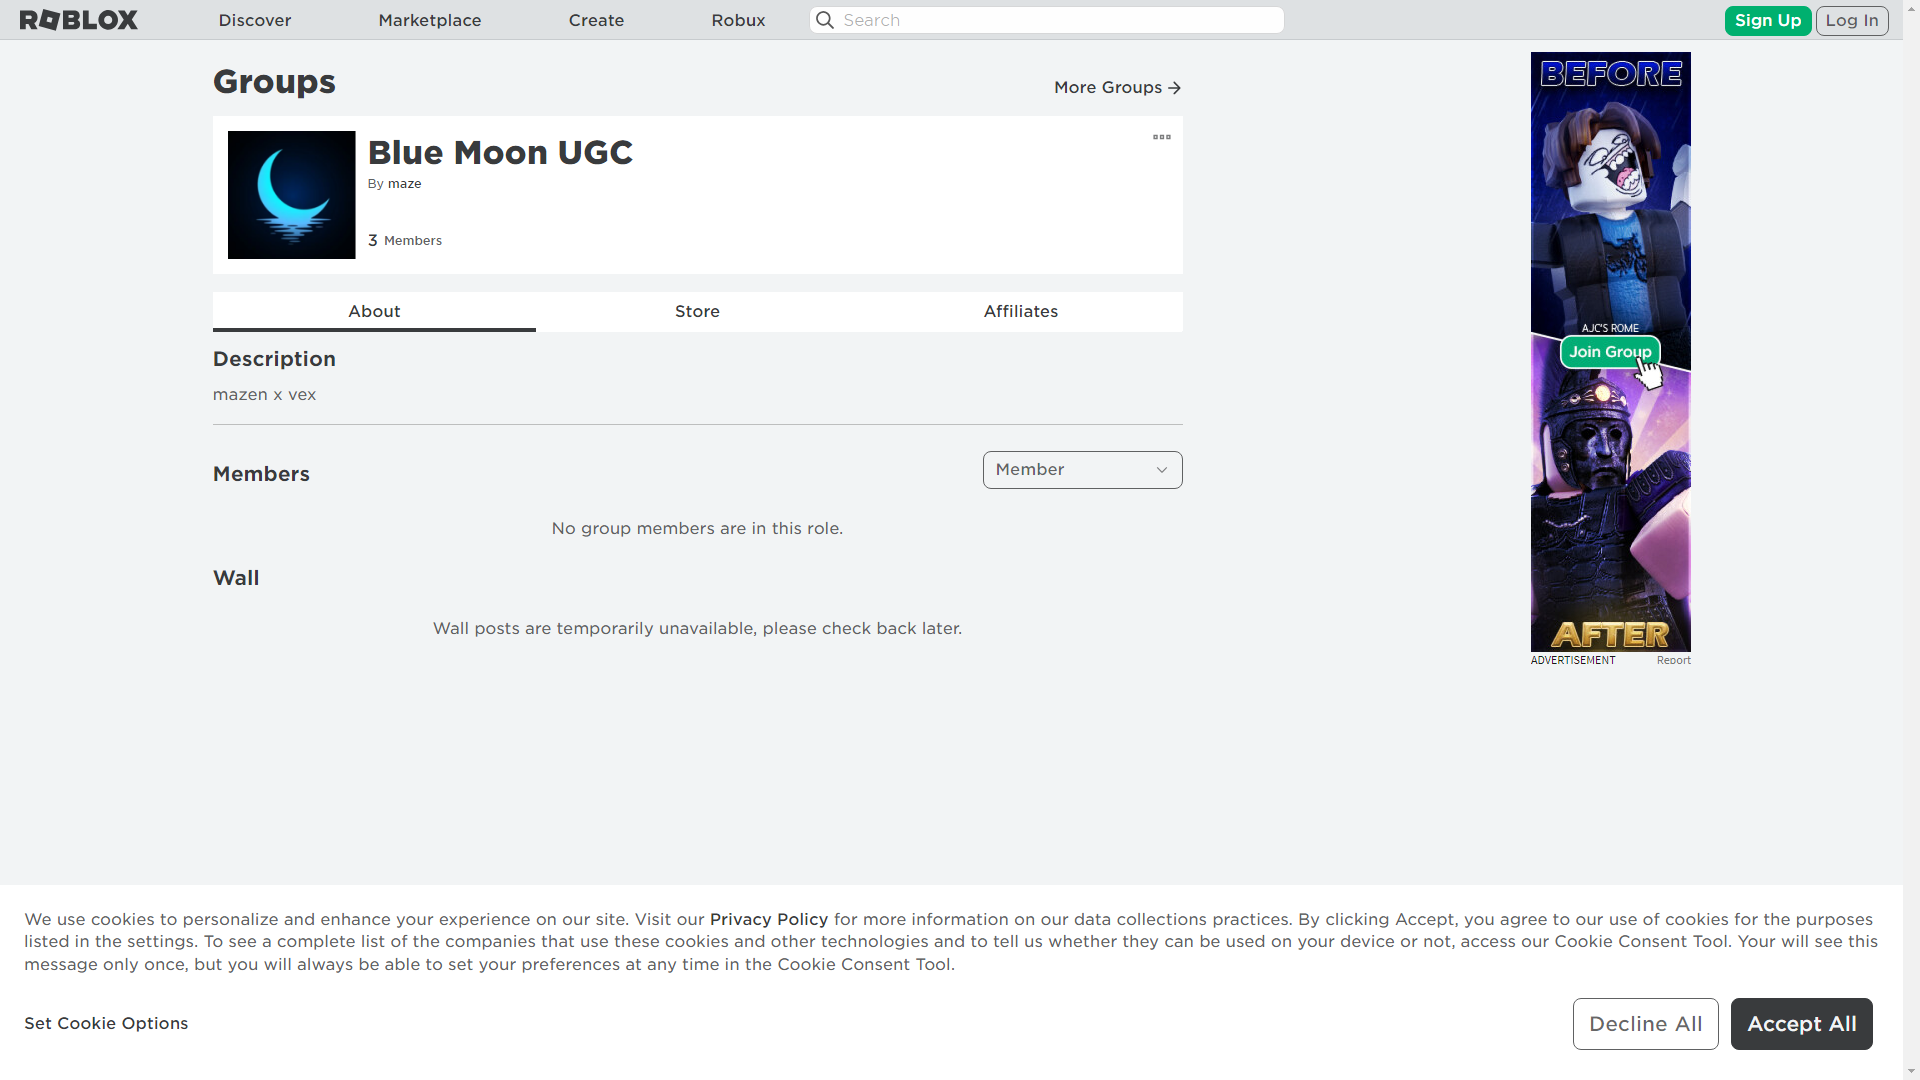 ROBLOX
Discover
Marketplace
Create
Robux
Search
Sign Up
Log In
Groups
More Groups
Blue Moon UGC
By maze
3 Members
About
Store
Affiliates
Description
mazen x vex
Members
Member
No group members are in this role.
Wall
Wall posts are temporarily unavailable, please check back later.
BEFORE
AJC'S ROME
Join Group
AFTER
ADVERTISEMENT
Report
We use cookies to personalize and enhance your experience on our site. Visit our Privacy Policy for more information on our data collections practices. By clicking Accept, you agree to our use of cookies for the purposes
listed in the settings. To see a complete list of the companies that use these cookies and other technologies and to tell us whether they can be used on your device or not, access our Cookie Consent Tool. Your will see this
message only once, but you will always be able to set your preferences at any time in the Cookie Consent Tool.
Set Cookie Options
Decline All
Accept All